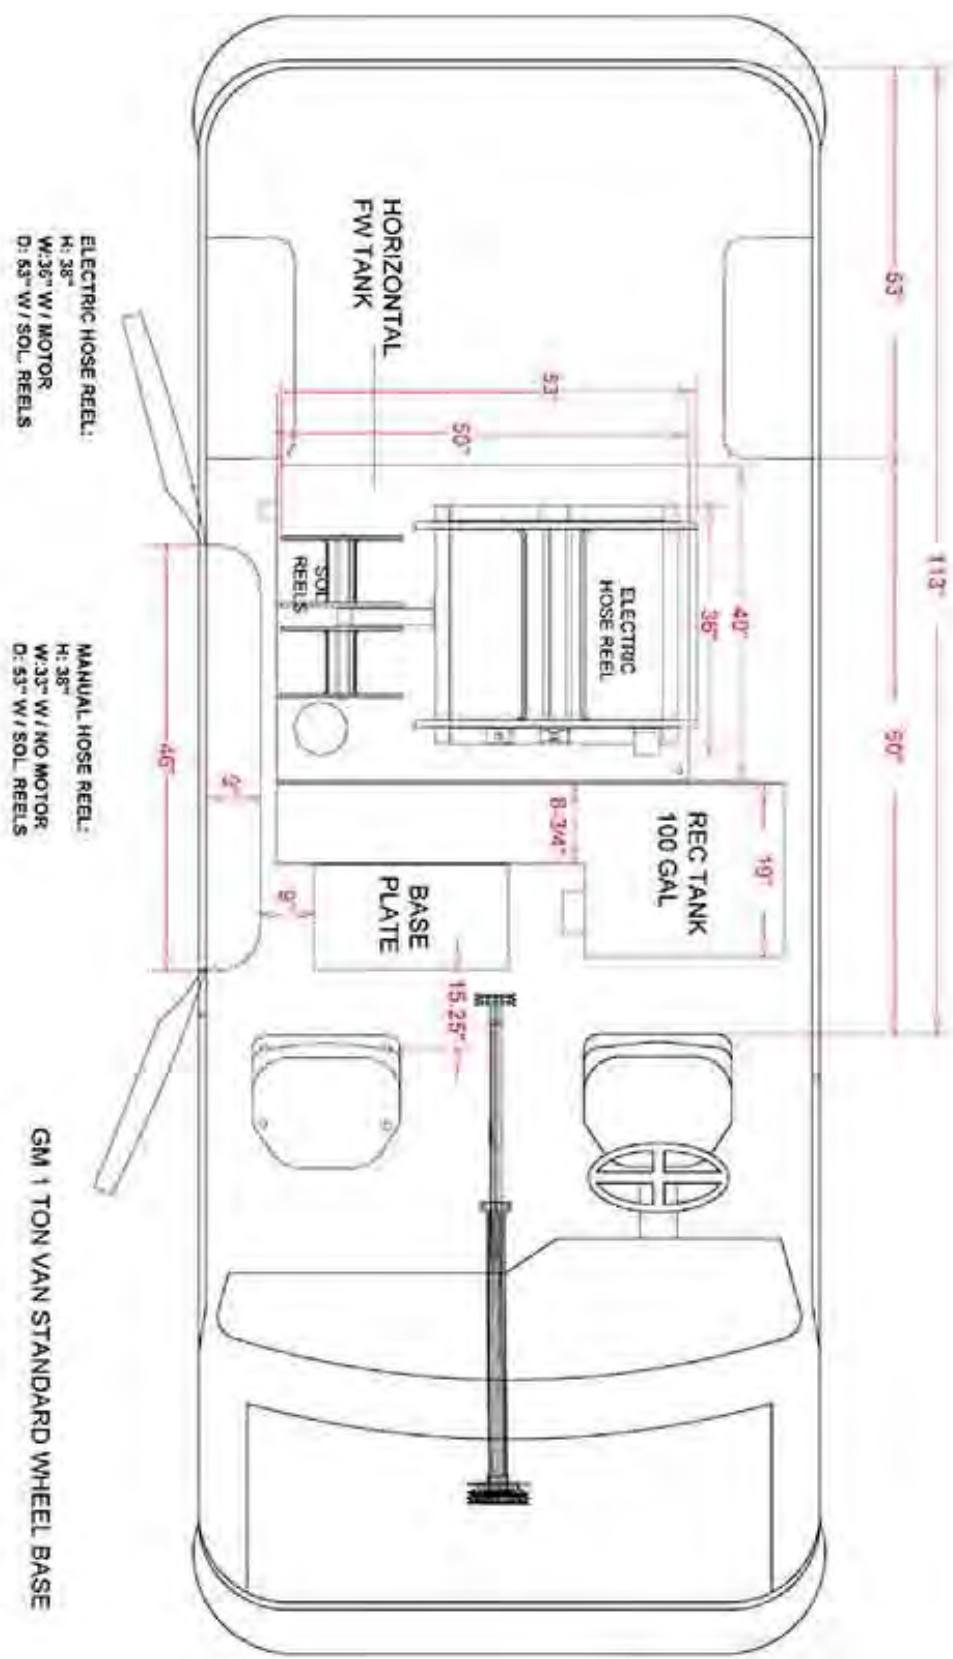 113"
53"
60"
HORIZONTAL
FW TANK
53"
50"
40"
36"
ELECTRIC
HOSE REEL
SOL
REELS
REC TANK
100 GAL
19"
8-3/4"
BASE
PLATE
9"
9"
46"
15.25"
ELECTRIC HOSE REEL:
H: 38"
W:36" W / MOTOR
D: 53" W / SOL. REELS
MANUAL HOSE REEL:
H: 38"
W:33" W / NO MOTOR
D: 53" W / SOL. REELS
GM 1 TON VAN STANDARD WHEEL BASE